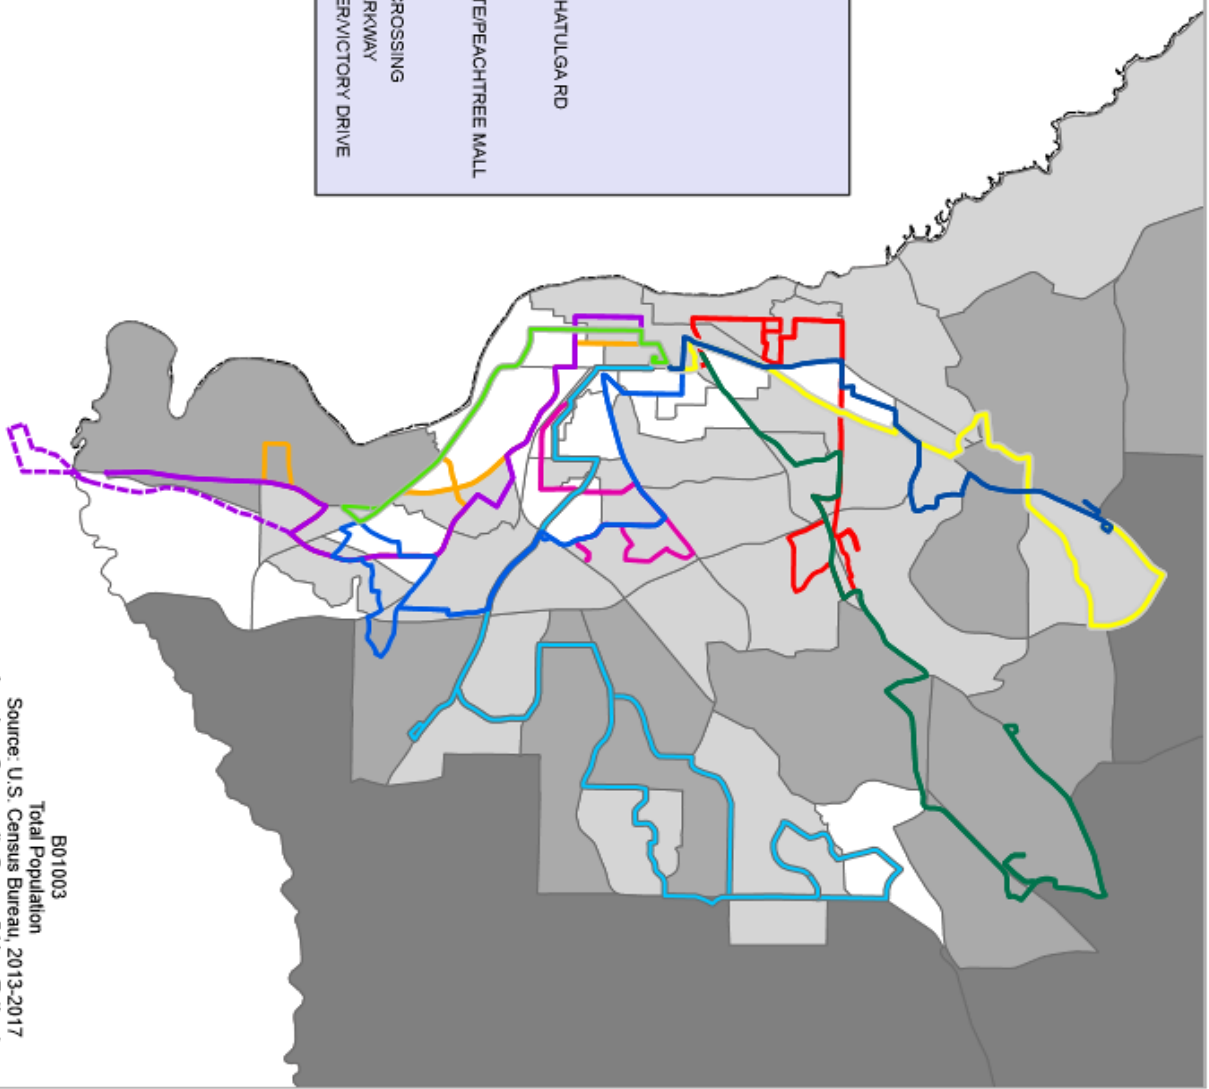 HATULGA RD
TE/PEACHTREE MALL
CROSSING
RKWAY
ER/VICTORY DRIVE
B01003
Total Population
Source: U.S. Census Bureau, 2013-2017